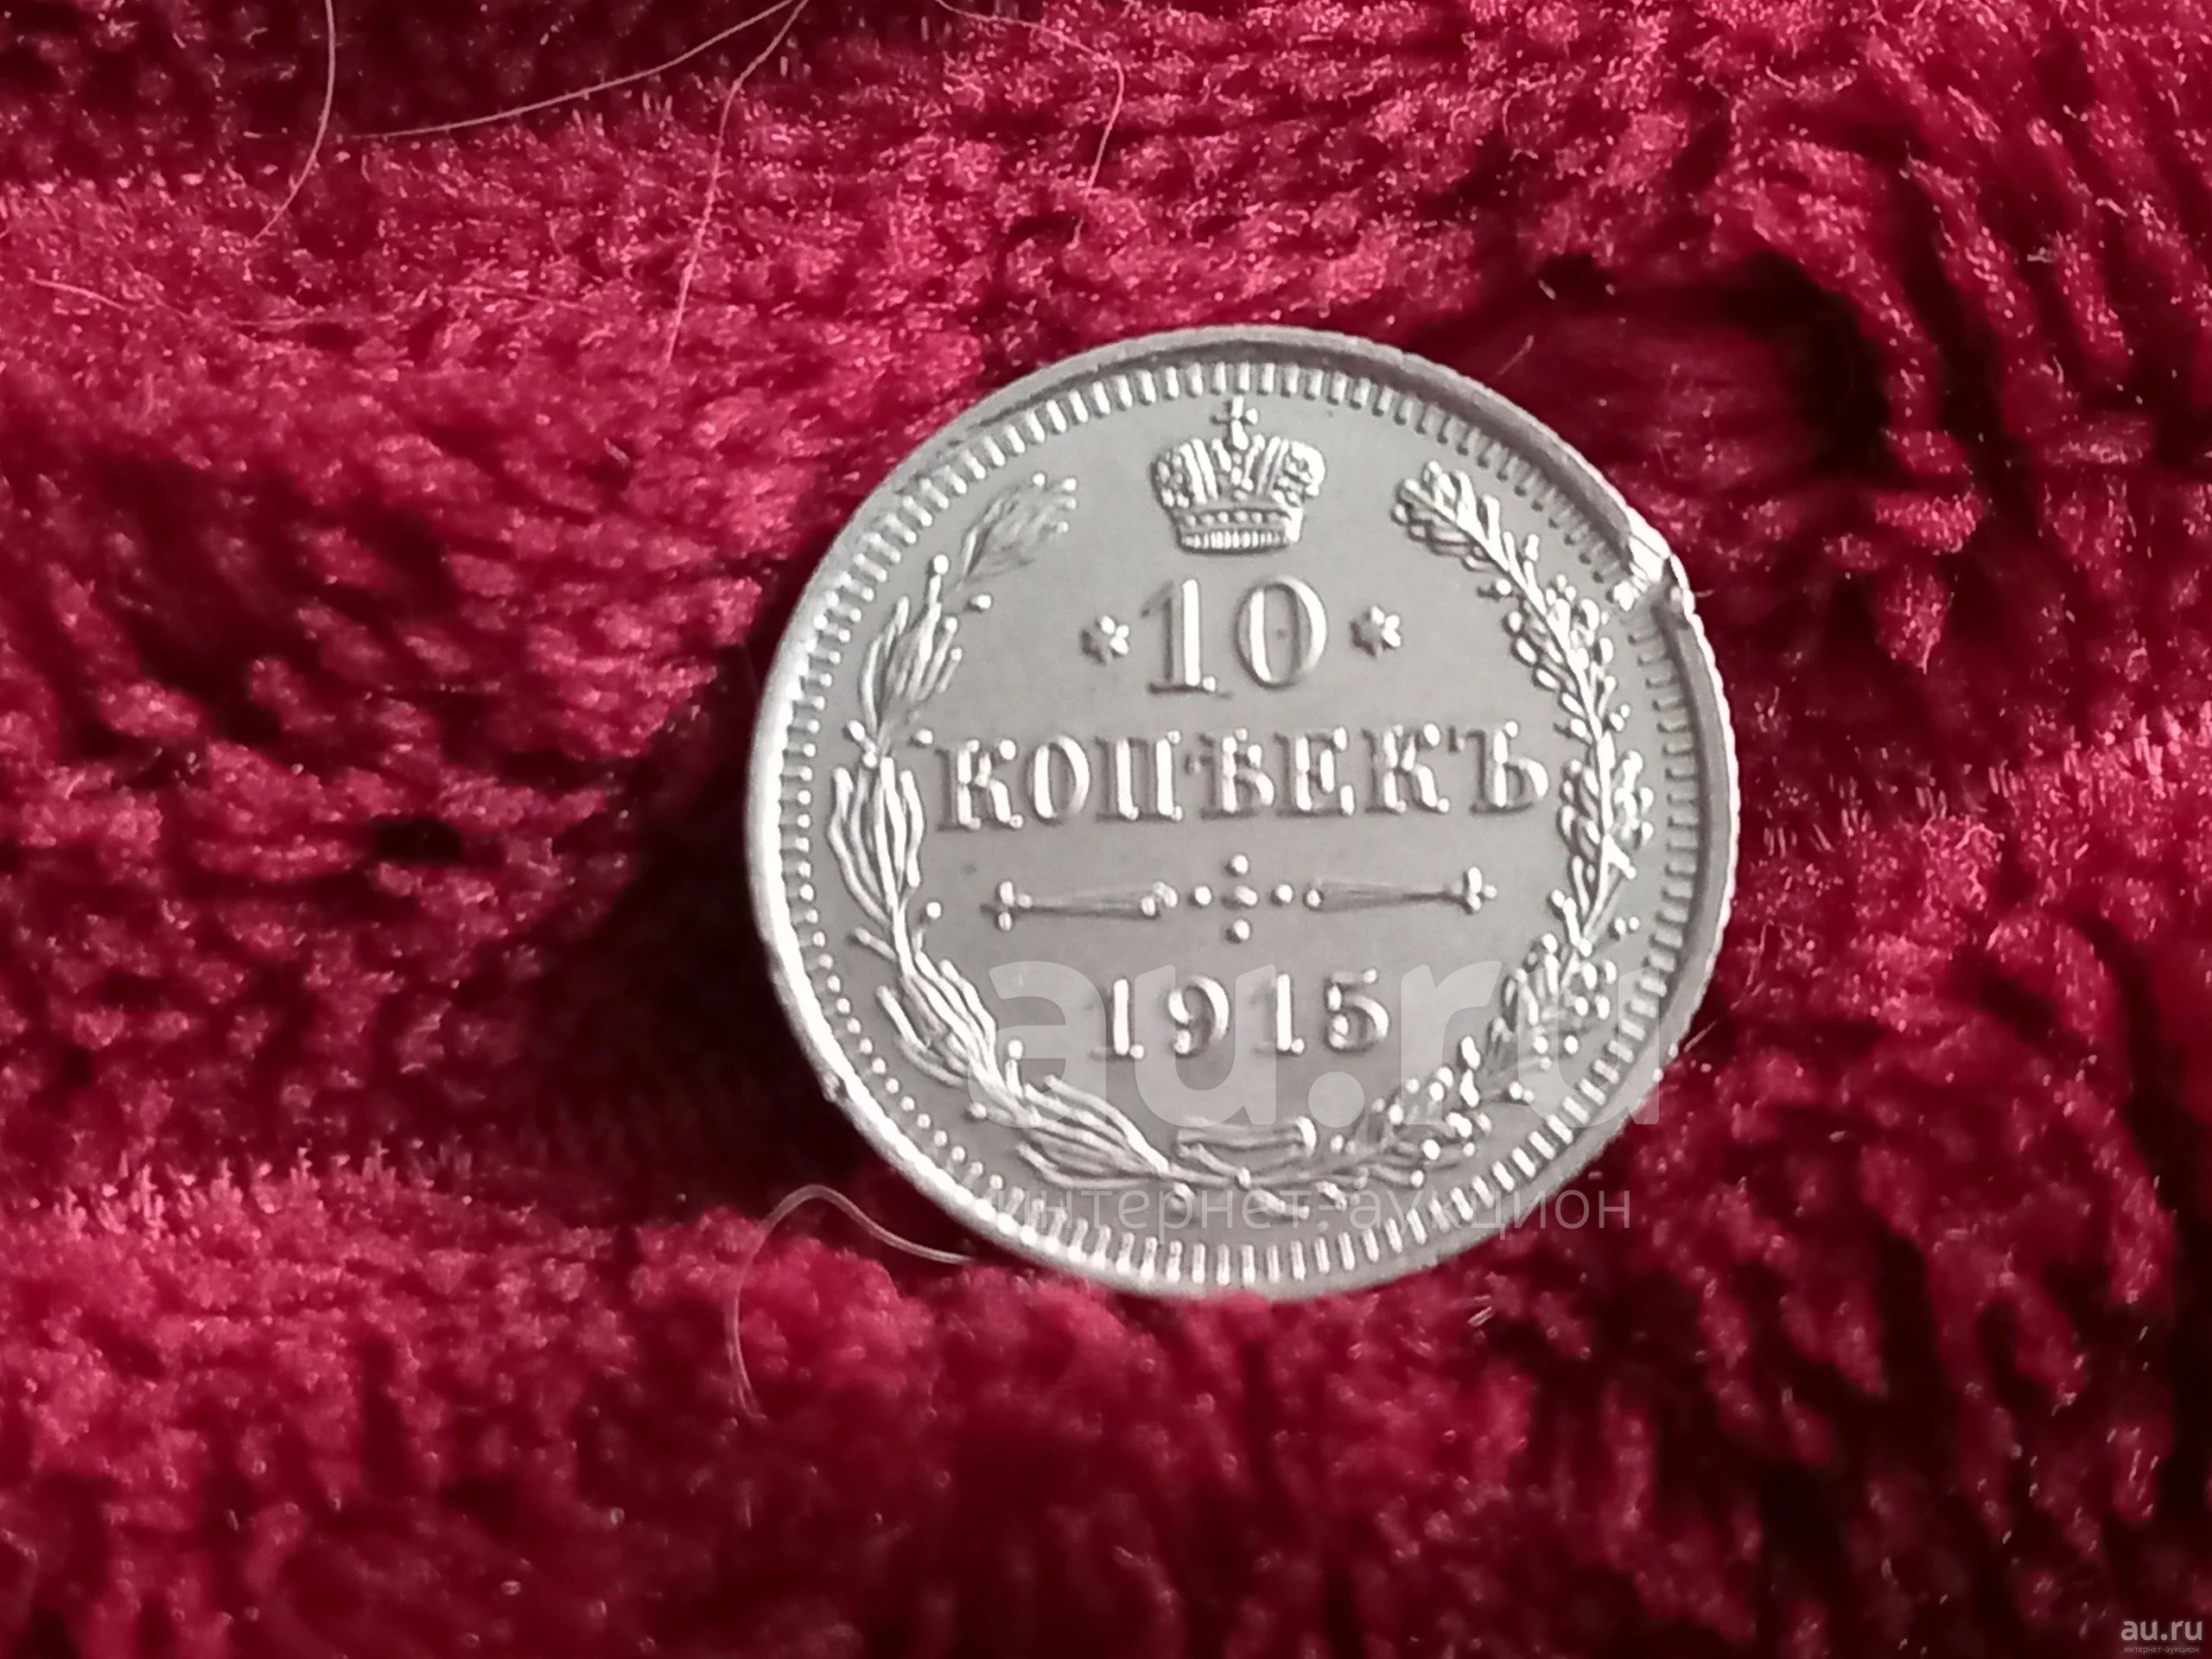 10
КОПѢЕКЪ
1915
au.ru
интернет-аукцион
au.ru
интернет-аукцион